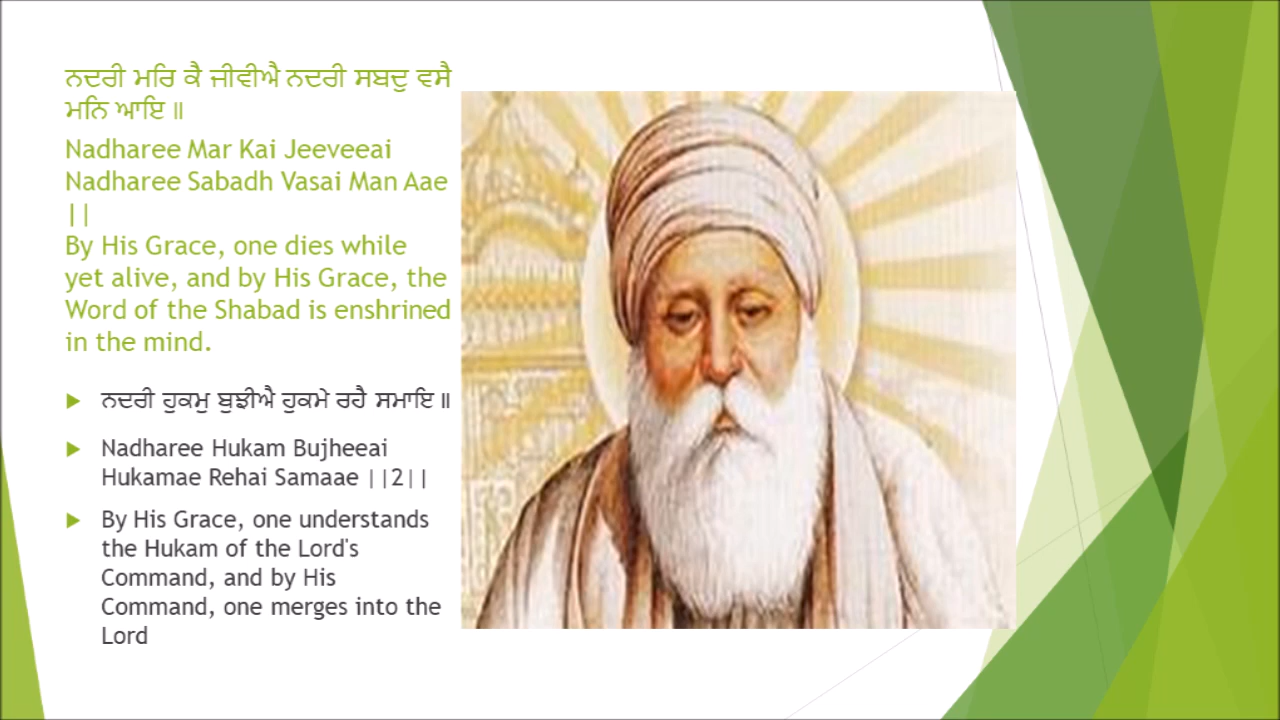 ਨਦਰੀ ਮਰਿ ਕੈ ਜੀਵੀਐ ਨਦਰੀ ਸਬਦੁ ਵਸੈ
ਮਨਿ ਆਇ ॥
Nadharee Mar Kai Jeeveeai
Nadharee Sabadh Vasai Man Aae
||
By His Grace, one dies while
yet alive, and by His Grace, the
Word of the Shabad is enshrined
in the mind.
ਨਦਰੀ ਹੁਕਮੁ ਬੁਝੀਐ ਹੁਕਮੇ ਰਹੈ ਸਮਾਇ ॥
Nadharee Hukam Bujheeai
Hukamae Rehai Samaae ||2||
By His Grace, one understands
the Hukam of the Lord's
Command, and by His
Command, one merges into the
Lord